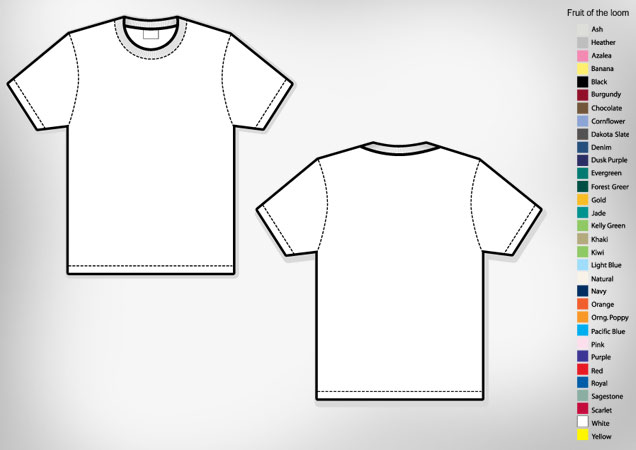 Fruit of the loom
Ash
Heather
Azalea
Banana
Black
Burgundy
Chocolate
Cornflower
Dakota Slate
Denim
Dusk Purple
Evergreen
Forest Green
Gold
Jade
Kelly Green
Khaki
Kiwi
Light Blue
Natural
Navy
Orange
Orng. Poppy
Pacific Blue
Pink
Purple
Red
Royal
Sagestone
Scarlet
White
Yellow